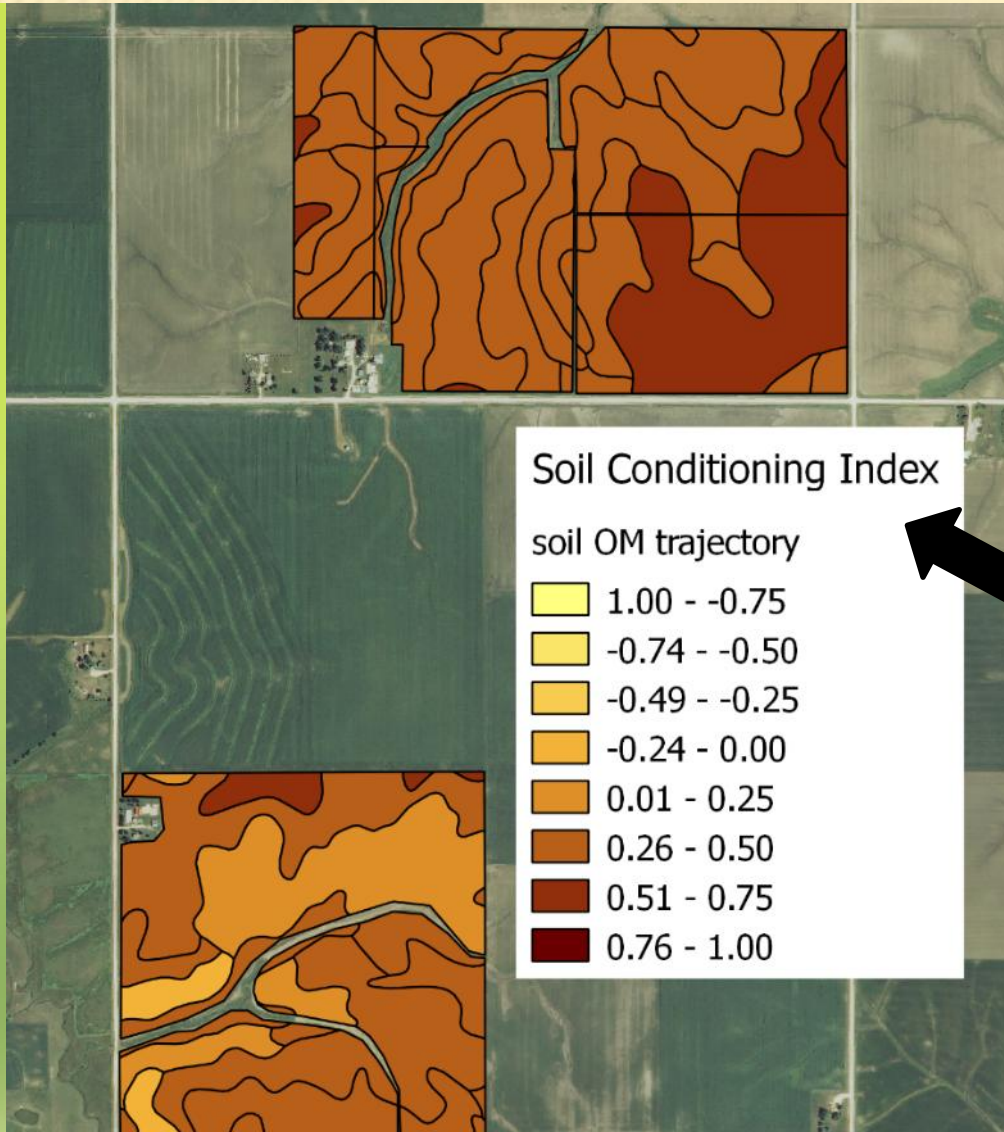 Soil Conditioning Index
soil OM trajectory
1.00 - -0.75
-0.74 - -0.50
-0.49 - -0.25
-0.24 - 0.00
0.01 - 0.25
0.26 - 0.50
0.51 - 0.75
0.76 - 1.00